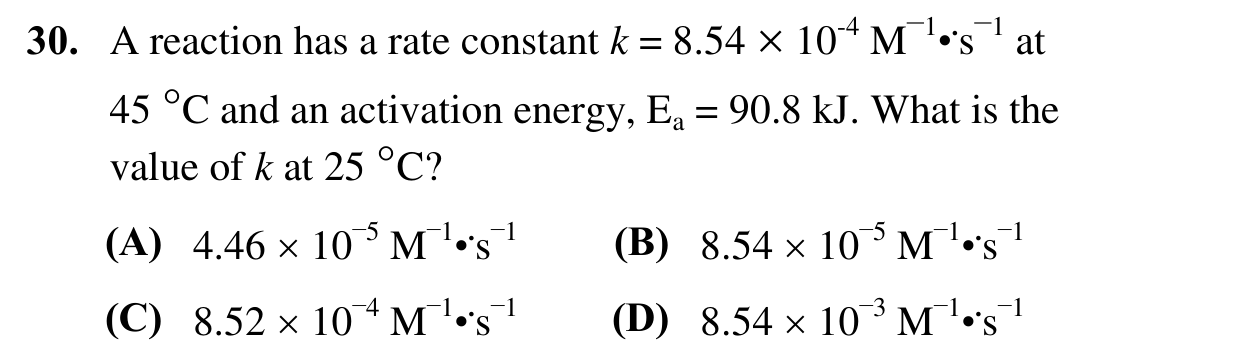 30. A reaction has a rate constant k = 8.54 × 10⁻⁴ M⁻¹•s⁻¹ at
45 °C and an activation energy, Eₐ = 90.8 kJ. What is the
value of k at 25 °C?
(A) 4.46 × 10⁻⁵ M⁻¹•s⁻¹ (B) 8.54 × 10⁻⁵ M⁻¹•s⁻¹
(C) 8.52 × 10⁻⁴ M⁻¹•s⁻¹ (D) 8.54 × 10⁻³ M⁻¹•s⁻¹